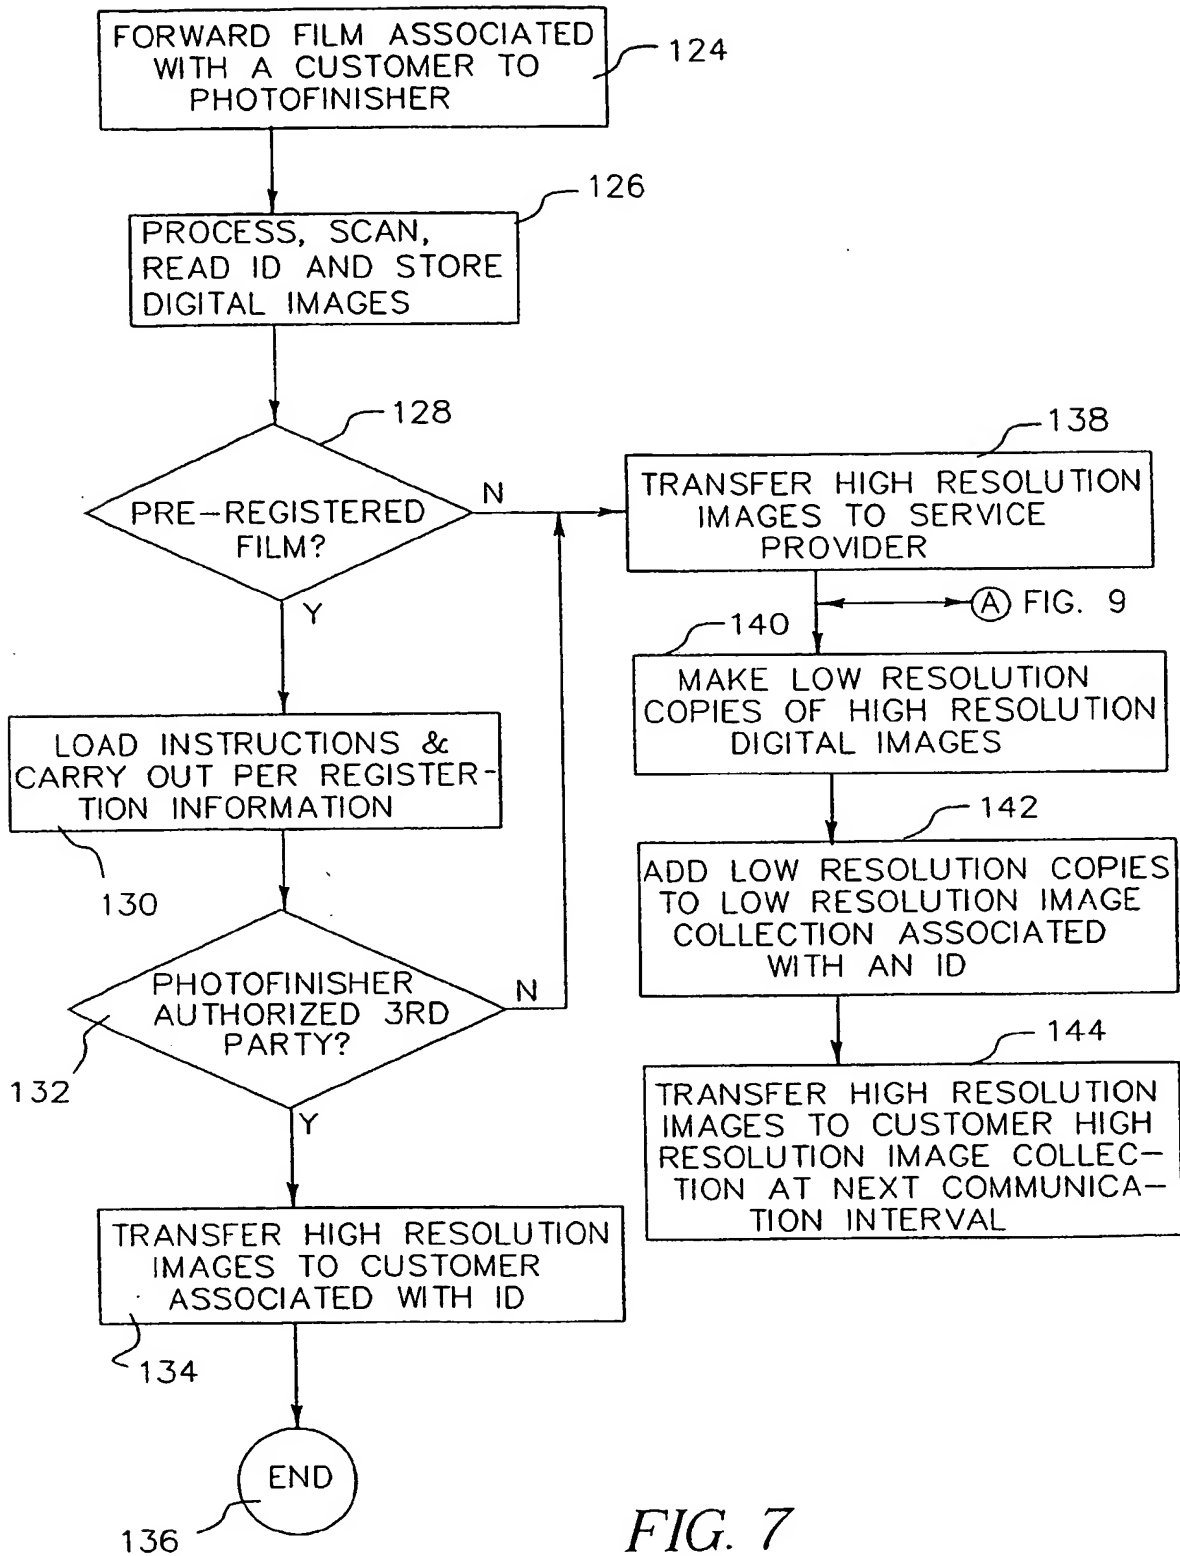 FORWARD FILM ASSOCIATED
WITH A CUSTOMER TO
PHOTOFINISHER
124
PROCESS, SCAN,
READ ID AND STORE
DIGITAL IMAGES
126
PRE-REGISTERED
FILM?
128
N
Y
LOAD INSTRUCTIONS &
CARRY OUT PER REGISTER-
TION INFORMATION
130
PHOTOFINISHER
AUTHORIZED 3RD
PARTY?
132
N
Y
TRANSFER HIGH RESOLUTION
IMAGES TO CUSTOMER
ASSOCIATED WITH ID
134
END
136
138
TRANSFER HIGH RESOLUTION
IMAGES TO SERVICE
PROVIDER
A FIG. 9
140
MAKE LOW RESOLUTION
COPIES OF HIGH RESOLUTION
DIGITAL IMAGES
142
ADD LOW RESOLUTION COPIES
TO LOW RESOLUTION IMAGE
COLLECTION ASSOCIATED
WITH AN ID
144
TRANSFER HIGH RESOLUTION
IMAGES TO CUSTOMER HIGH
RESOLUTION IMAGE COLLEC-
TION AT NEXT COMMUNICA-
TION INTERVAL
FIG. 7